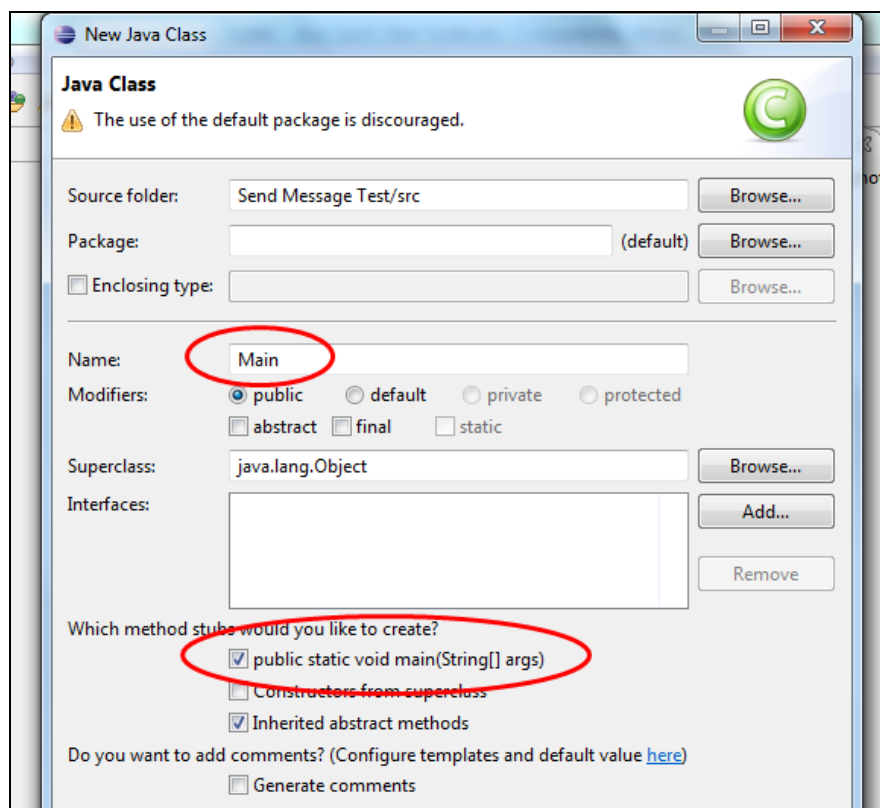 New Java Class
Java Class
The use of the default package is discouraged.
Source folder: Send Message Test/src Browse...
Package: (default) Browse...
Enclosing type: Browse...
Name: Main
Modifiers: public default private protected
abstract final static
Superclass: java.lang.Object Browse...
Interfaces: Add...
Remove
Which method stubs would you like to create?
public static void main(String[] args)
Constructors from superclass
Inherited abstract methods
Do you want to add comments? (Configure templates and default value here)
Generate comments